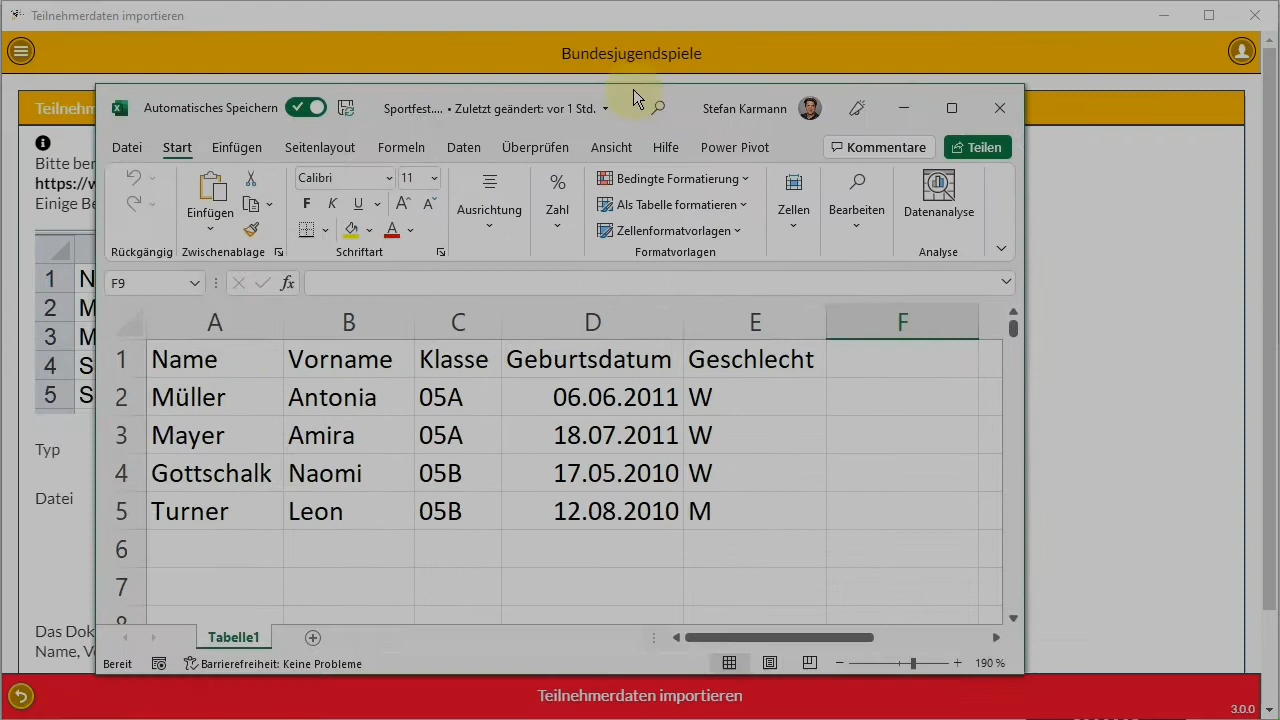 Teilnehmerdaten importieren
Bundesjugendspiele
Teilnehm
Bitte ber
https://w
Einige Be
1 N
2 M
3 M
4 S
5 S
Typ
Datei
Das Dok
Name, V
Automatisches Speichern
Sportfest.... • Zuletzt geändert: vor 1 Std.
Datei Start Einfügen Seitenlayout Formeln Daten Überprüfen Ansicht Hilfe Power Pivot Kommentare Teilen
Calibri 11
Einfügen
F K U
Ausrichtung
Zahl
Bedingte Formatierung
Als Tabelle formatieren
Zellenformatvorlagen
Zellen
Bearbeiten
Datenanalyse
Rückgängig Zwischenablage Schriftart Formatvorlagen Analyse
F9 fx
A B C D E F
1 Name Vorname Klasse Geburtsdatum Geschlecht
2 Müller Antonia 05A 06.06.2011 W
3 Mayer Amira 05A 18.07.2011 W
4 Gottschalk Naomi 05B 17.05.2010 W
5 Turner Leon 05B 12.08.2010 M
6
7
Tabelle1
Bereit Barrierefreiheit: Keine Probleme 190 %
Teilnehmerdaten importieren
3.0.0